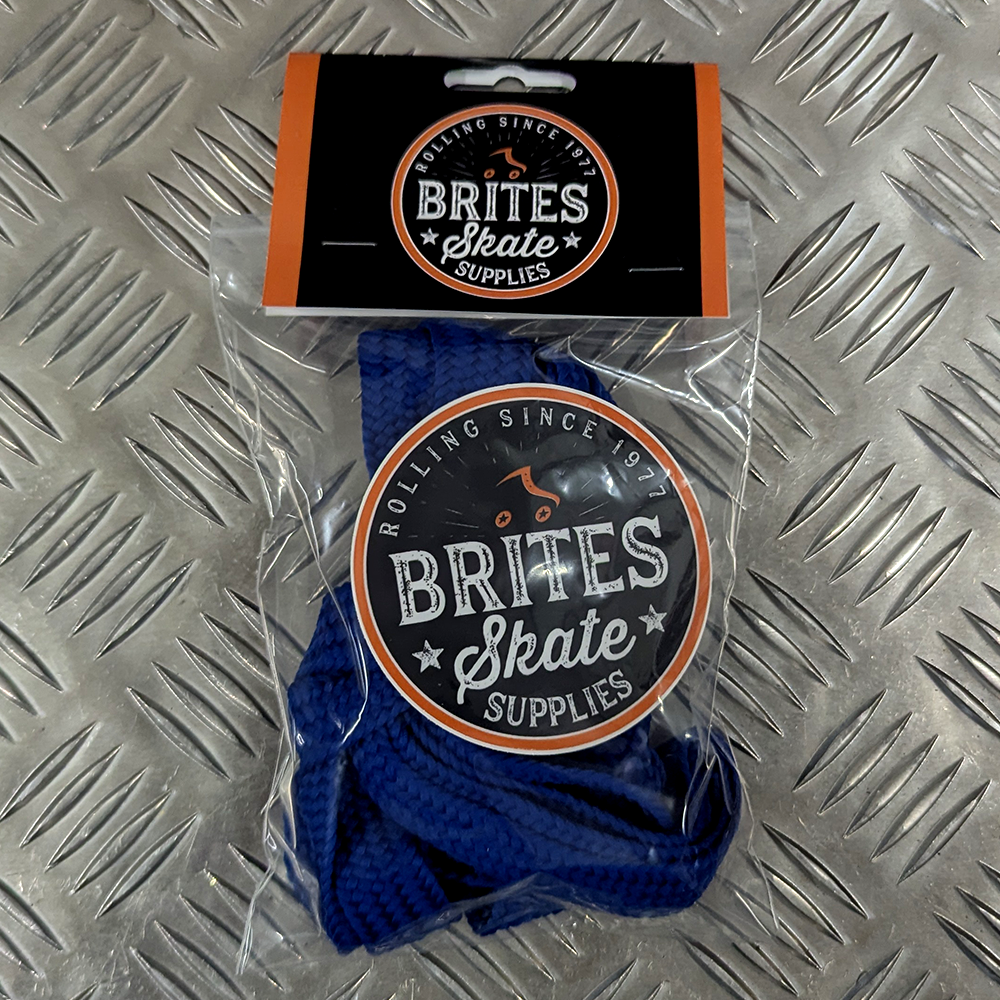 ROLLING SINCE 1977
BRITES
Skate
SUPPLIES
ROLLING SINCE 1977
BRITES
Skate
SUPPLIES